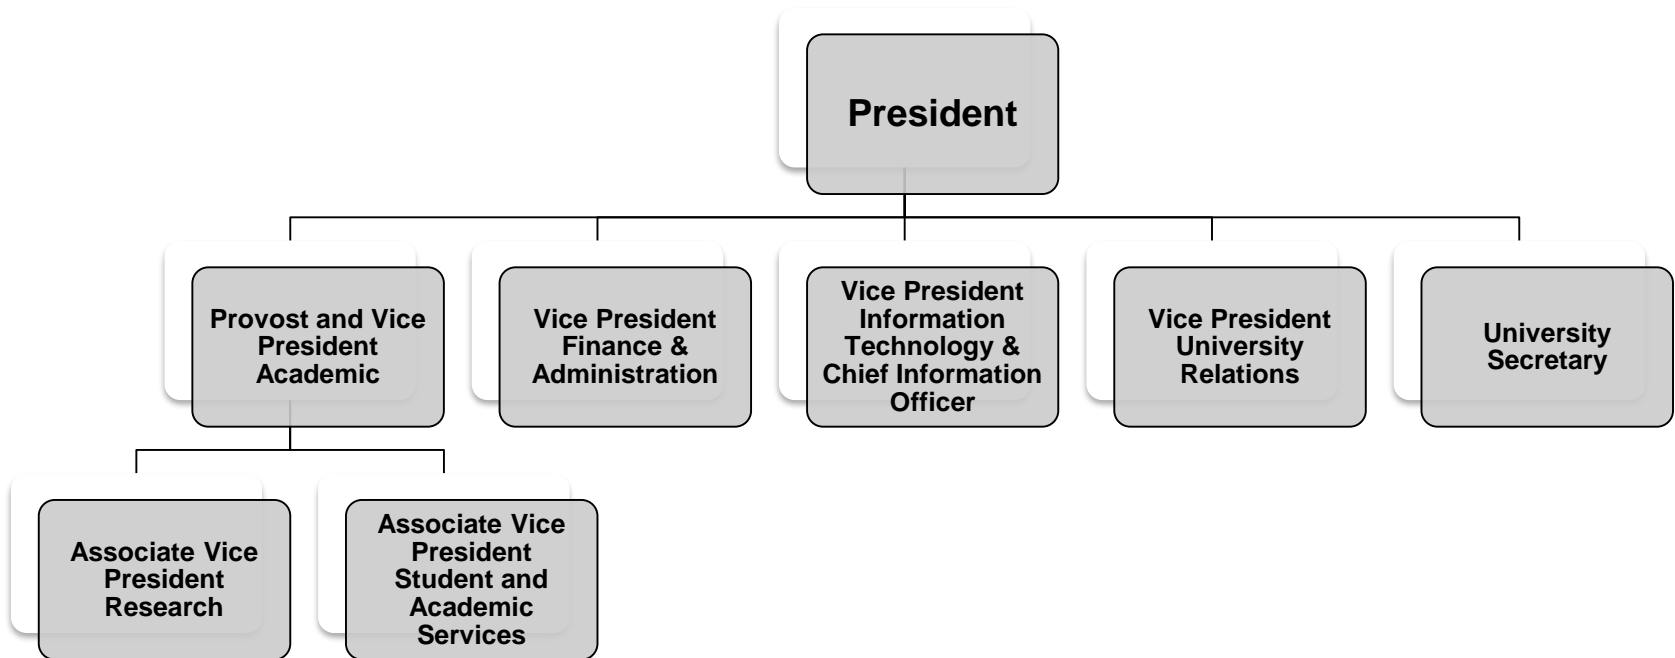 President
Provost and Vice
President
Academic
Vice President
Finance &
Administration
Vice President
Information
Technology &
Chief Information
Officer
Vice President
University
Relations
University
Secretary
Associate Vice
President
Research
Associate Vice
President
Student and
Academic
Services